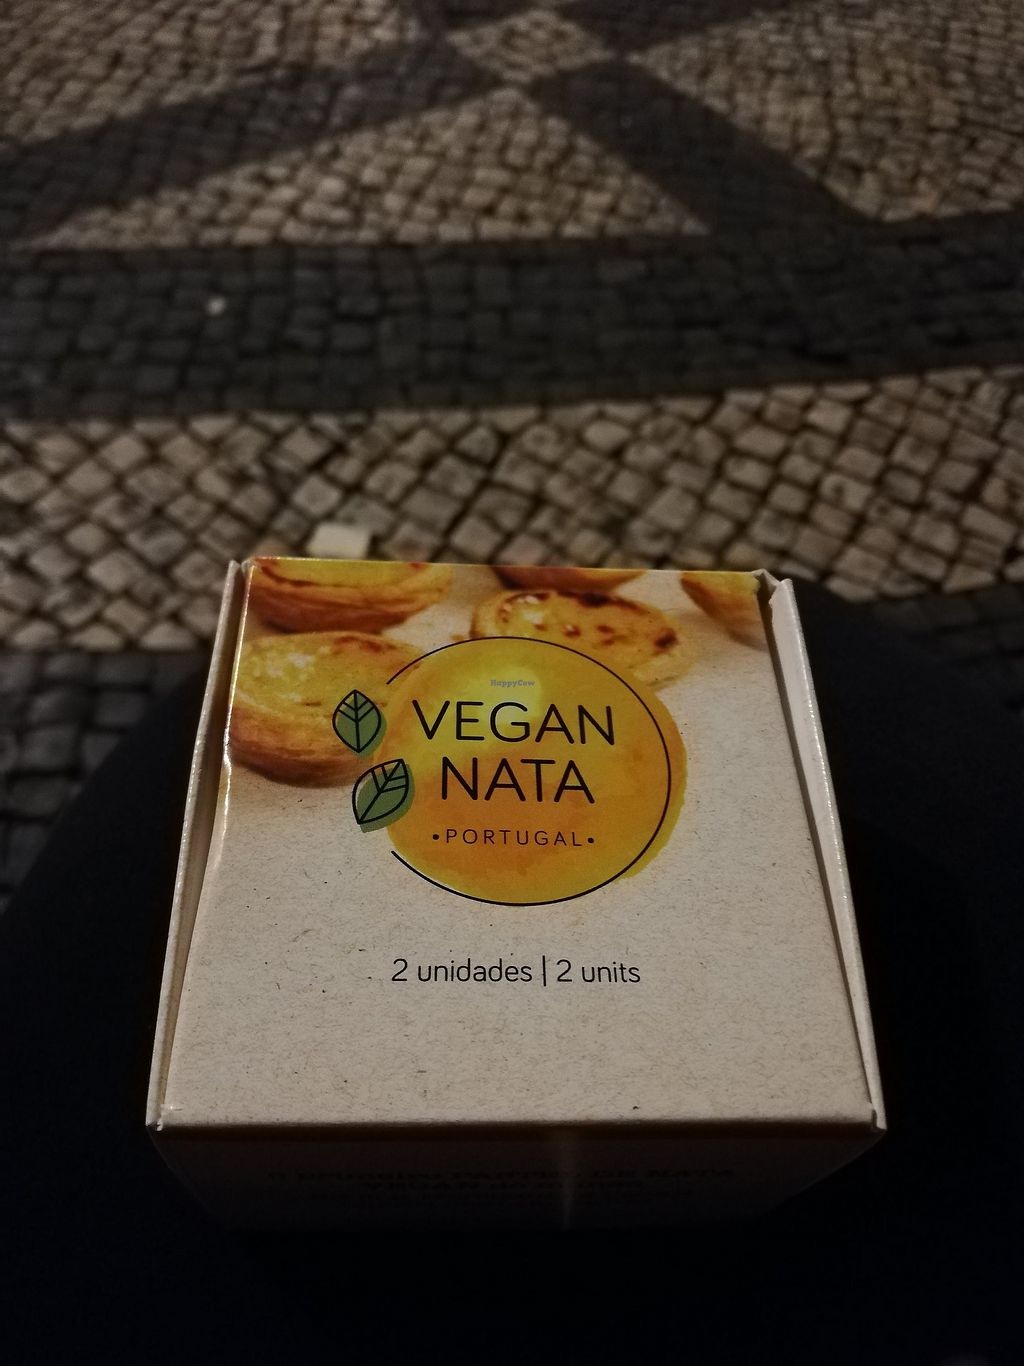 HappyCow
VEGAN
NATA
•PORTUGAL•
2 unidades | 2 units